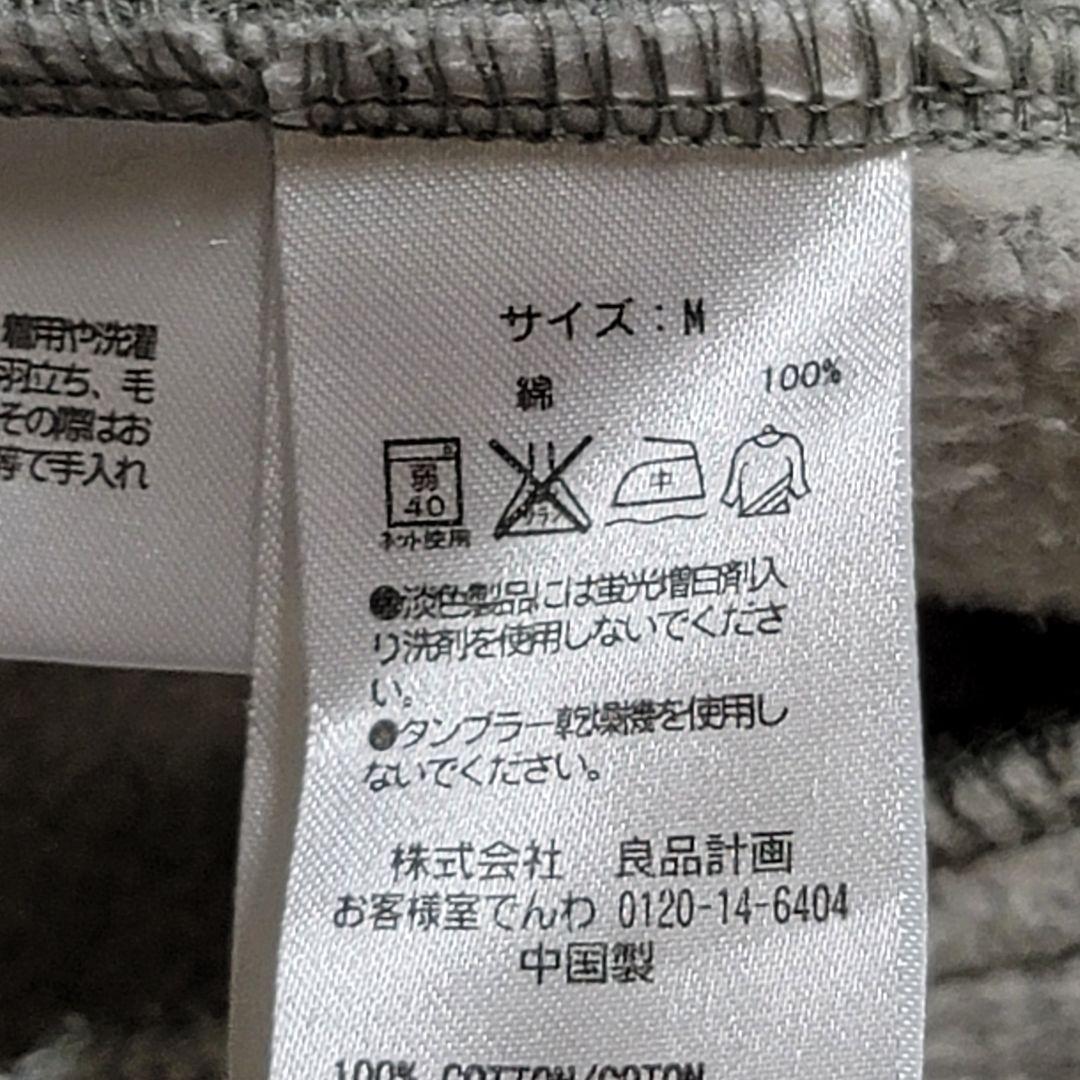 着用や洗濯
羽立ち、毛
その際はお
等で手入れ
サイズ：M
綿 100%
弱
40
ネット使用
中
●淡色製品には蛍光増白剤入
り洗剤を使用しないでくださ
い。
●タンブラー乾燥機を使用し
ないでください。
株式会社 良品計画
お客様室でんわ 0120-14-6404
中国製
100% COTTON/COTON